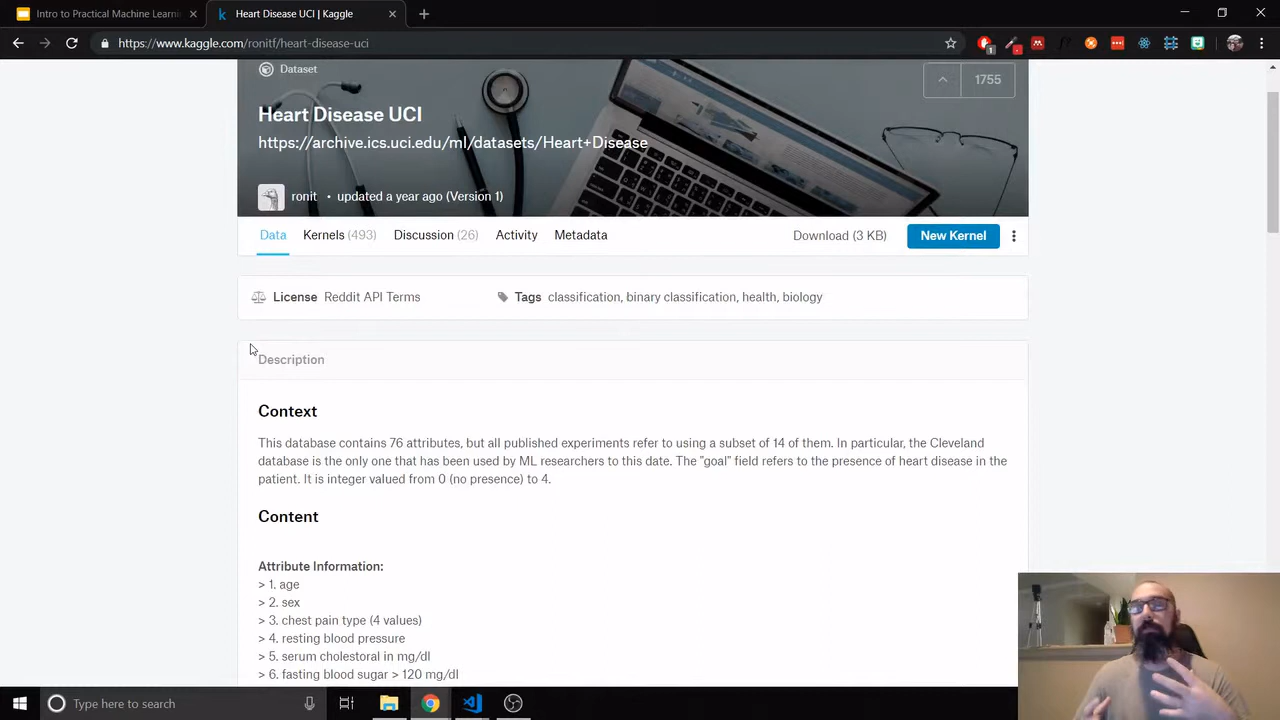 Intro to Practical Machine Learni
Heart Disease UCI | Kaggle
https://www.kaggle.com/ronitf/heart-disease-uci
Dataset
1755
Heart Disease UCI
https://archive.ics.uci.edu/ml/datasets/Heart+Disease
ronit • updated a year ago (Version 1)
Data Kernels (493) Discussion (26) Activity Metadata Download (3 KB) New Kernel
License Reddit API Terms Tags classification, binary classification, health, biology
Description
Context
This database contains 76 attributes, but all published experiments refer to using a subset of 14 of them. In particular, the Cleveland
database is the only one that has been used by ML researchers to this date. The "goal" field refers to the presence of heart disease in the
patient. It is integer valued from 0 (no presence) to 4.
Content
Attribute Information:
> 1. age
> 2. sex
> 3. chest pain type (4 values)
> 4. resting blood pressure
> 5. serum cholestoral in mg/dl
> 6. fasting blood sugar > 120 mg/dl
Type here to search